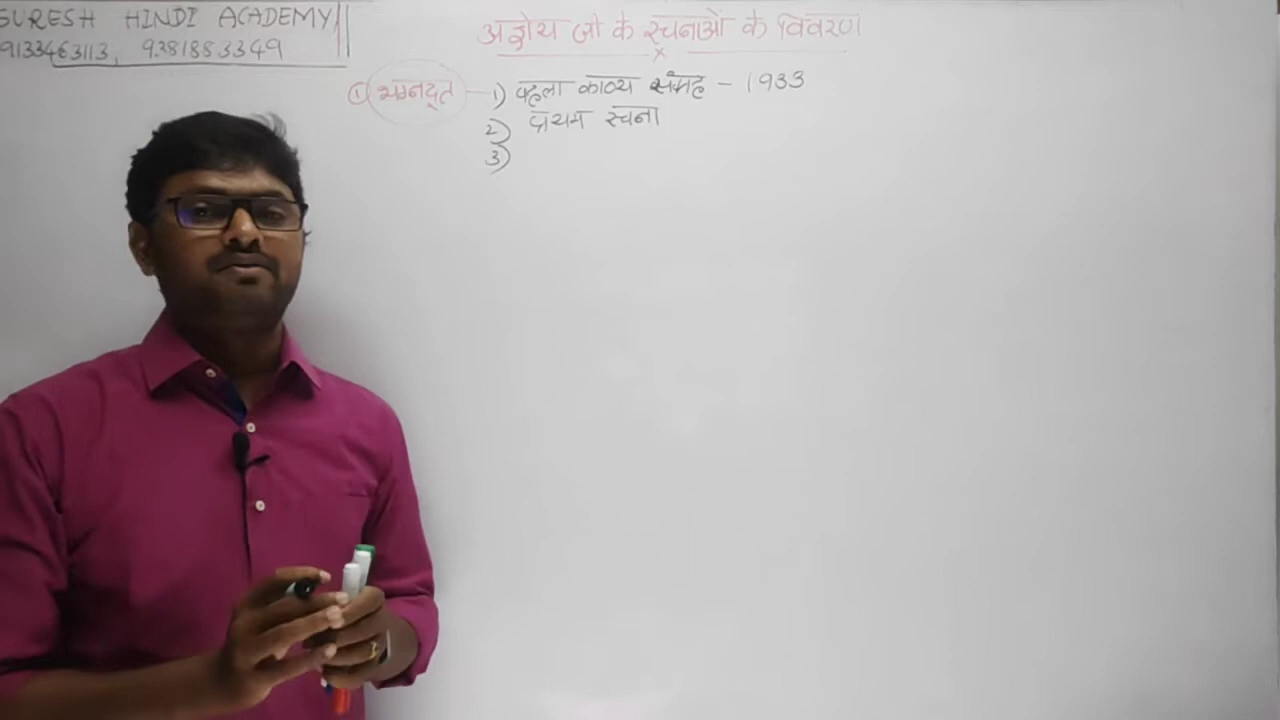 SURESH HINDI ACADEMY
9133463113, 9381883349
अज्ञेय जी के रचनाओं के विवरण
x
① भग्नदूत - 1) पहला काव्य संग्रह - 1933
2) प्रथम रचना
3)